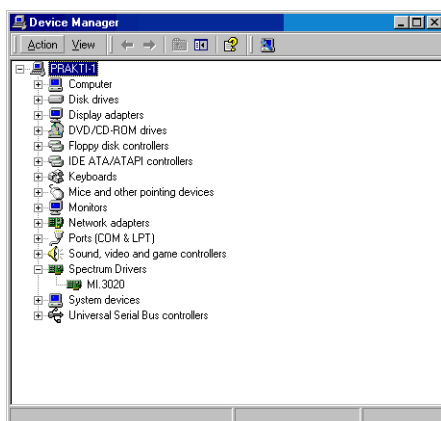 Device Manager
Action View
PRAKTI-1
Computer
Disk drives
Display adapters
DVD/CD-ROM drives
Floppy disk controllers
IDE ATA/ATAPI controllers
Keyboards
Mice and other pointing devices
Monitors
Network adapters
Ports (COM & LPT)
Sound, video and game controllers
Spectrum Drivers
MI.3020
System devices
Universal Serial Bus controllers